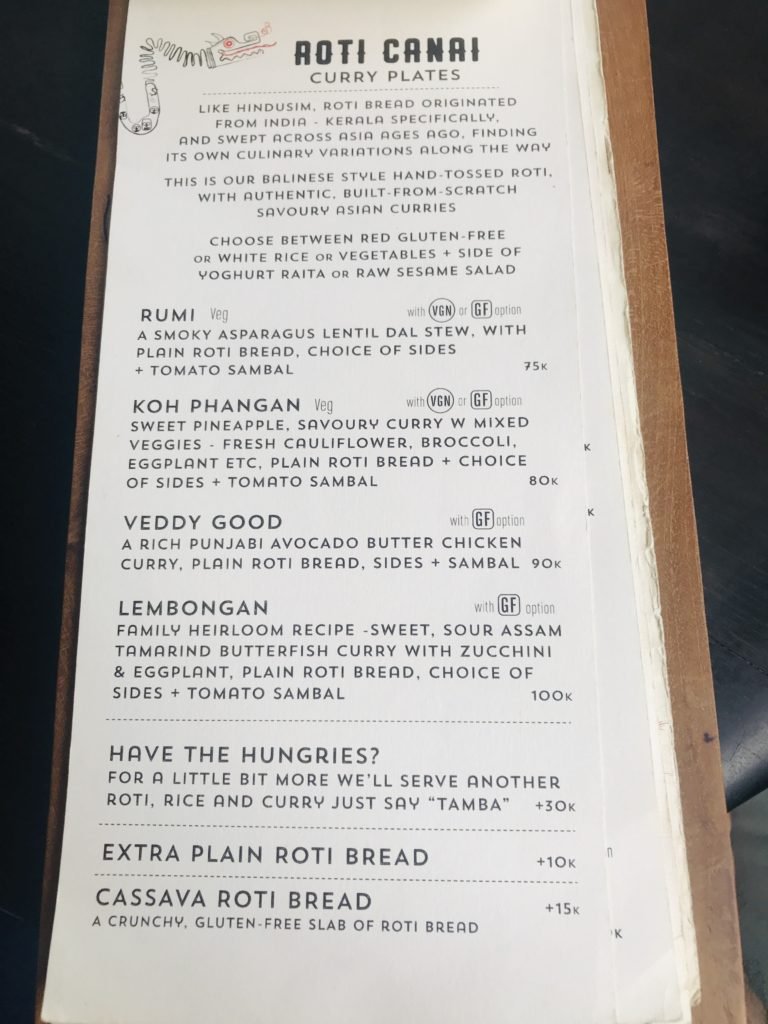 ROTI CANAI
CURRY PLATES
LIKE HINDUSIM, ROTI BREAD ORIGINATED
FROM INDIA - KERALA SPECIFICALLY,
AND SWEPT ACROSS ASIA AGES AGO, FINDING
ITS OWN CULINARY VARIATIONS ALONG THE WAY
THIS IS OUR BALINESE STYLE HAND-TOSSED ROTI,
WITH AUTHENTIC, BUILT-FROM-SCRATCH
SAVOURY ASIAN CURRIES
CHOOSE BETWEEN RED GLUTEN-FREE
OR WHITE RICE OR VEGETABLES + SIDE OF
YOGHURT RAITA OR RAW SESAME SALAD
RUMI Veg with VGN or GF option
A SMOKY ASPARAGUS LENTIL DAL STEW, WITH
PLAIN ROTI BREAD, CHOICE OF SIDES
+ TOMATO SAMBAL 75K
KOH PHANGAN Veg with VGN or GF option
SWEET PINEAPPLE, SAVOURY CURRY W MIXED
VEGGIES - FRESH CAULIFLOWER, BROCCOLI,
EGGPLANT ETC, PLAIN ROTI BREAD + CHOICE
OF SIDES + TOMATO SAMBAL 80K
VEDDY GOOD with GF option
A RICH PUNJABI AVOCADO BUTTER CHICKEN
CURRY, PLAIN ROTI BREAD, SIDES + SAMBAL 90K
LEMBONGAN with GF option
FAMILY HEIRLOOM RECIPE -SWEET, SOUR ASSAM
TAMARIND BUTTERFISH CURRY WITH ZUCCHINI
& EGGPLANT, PLAIN ROTI BREAD, CHOICE OF
SIDES + TOMATO SAMBAL 100K
HAVE THE HUNGRIES?
FOR A LITTLE BIT MORE WE'LL SERVE ANOTHER
ROTI, RICE AND CURRY JUST SAY "TAMBA" +30K
EXTRA PLAIN ROTI BREAD +10K
CASSAVA ROTI BREAD +15K
A CRUNCHY, GLUTEN-FREE SLAB OF ROTI BREAD
K
K
n
K